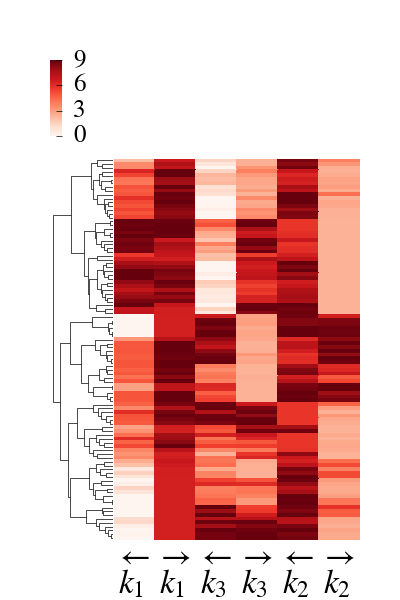 9
6
3
0
← → ← → ← →
k₁ k₁ k₃ k₃ k₂ k₂